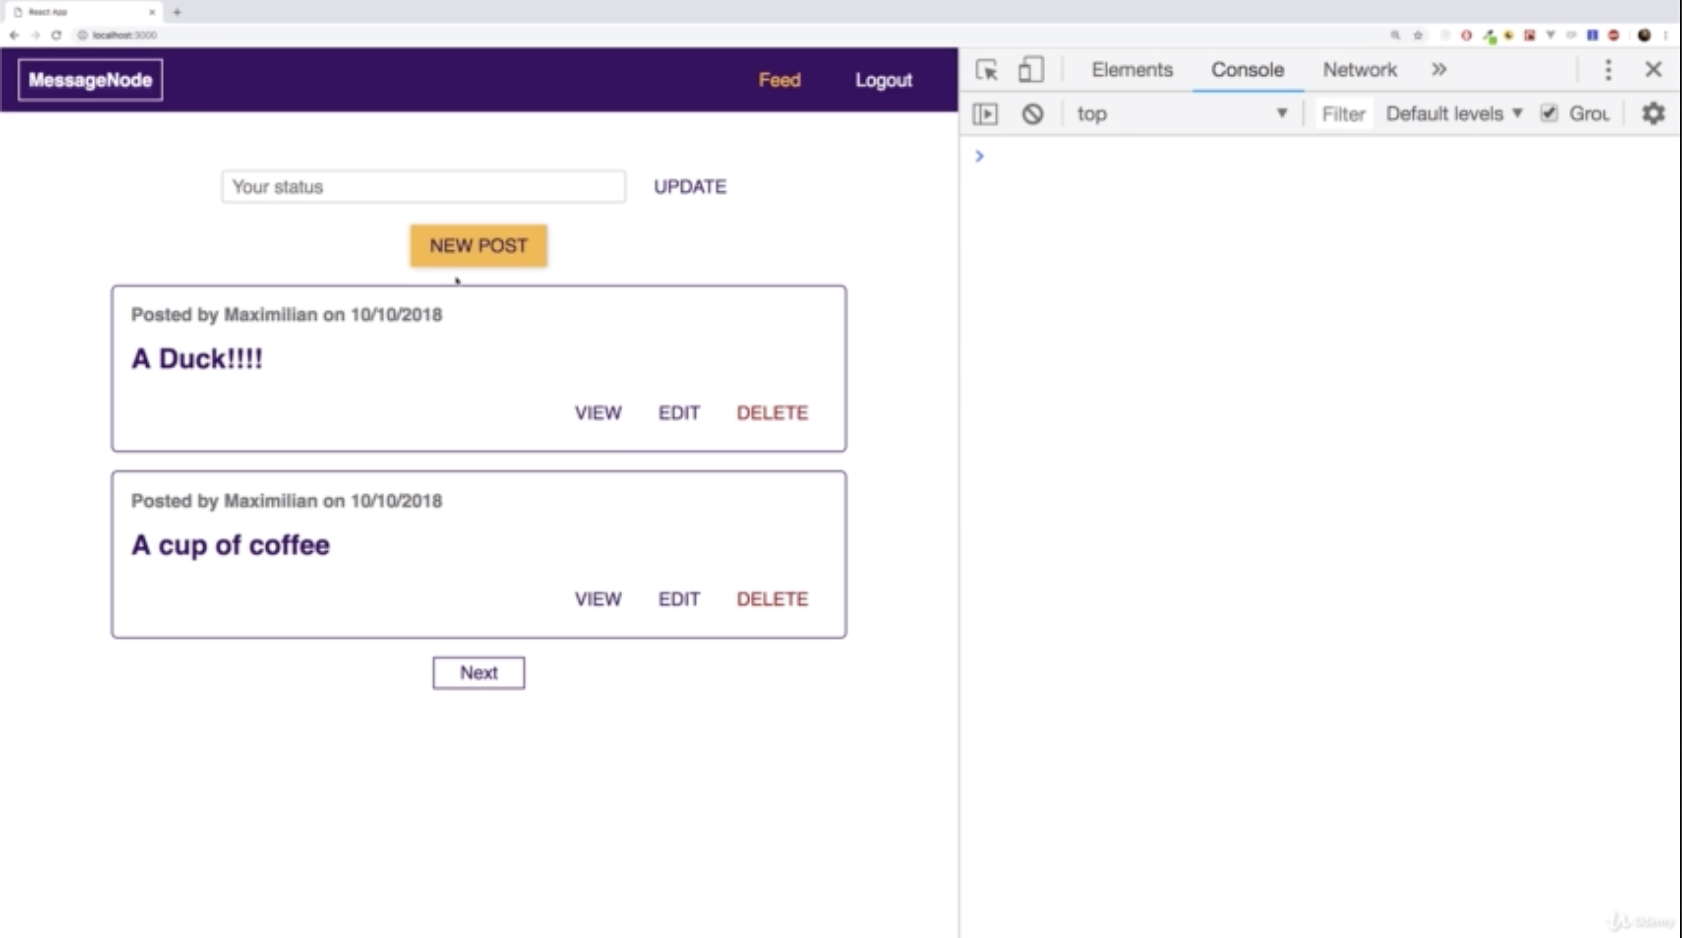 React App
localhost:3000
MessageNode
Feed
Logout
Elements
Console
Network
top
Filter
Default levels
Grou
Your status
UPDATE
NEW POST
Posted by Maximilian on 10/10/2018
A Duck!!!!
VIEW
EDIT
DELETE
Posted by Maximilian on 10/10/2018
A cup of coffee
VIEW
EDIT
DELETE
Next
Udemy